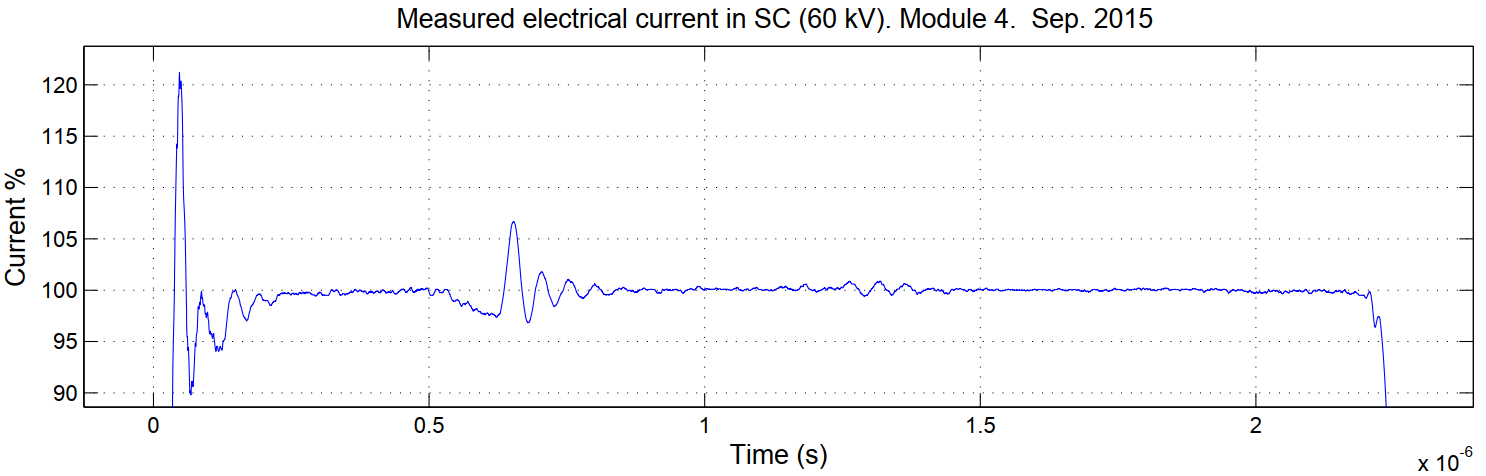 Measured electrical current in SC (60 kV). Module 4. Sep. 2015
Current %
120
115
110
105
100
95
90
0 0.5 1 1.5 2
Time (s)
x 10⁻⁶